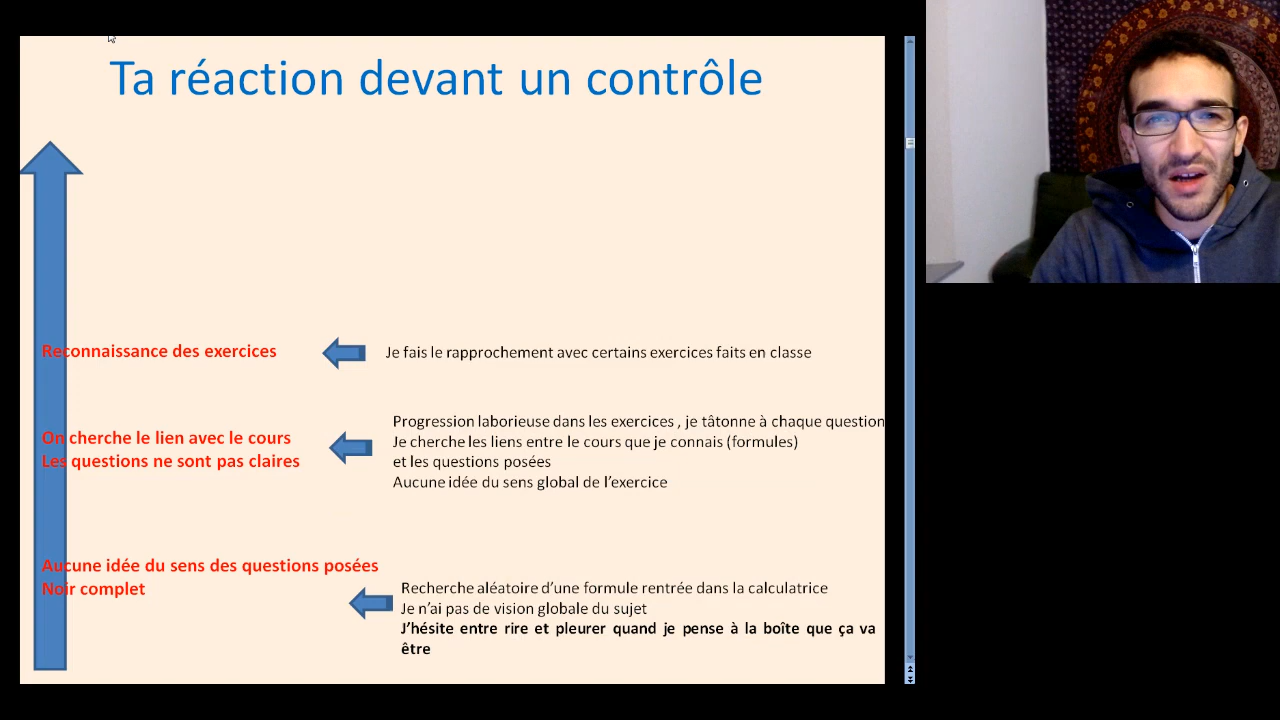 Ta réaction devant un contrôle
Reconnaissance des exercices
Je fais le rapprochement avec certains exercices faits en classe
On cherche le lien avec le cours
Les questions ne sont pas claires
Progression laborieuse dans les exercices , je tâtonne à chaque question
Je cherche les liens entre le cours que je connais (formules)
et les questions posées
Aucune idée du sens global de l'exercice
Aucune idée du sens des questions posées
Noir complet
Recherche aléatoire d'une formule rentrée dans la calculatrice
Je n'ai pas de vision globale du sujet
J'hésite entre rire et pleurer quand je pense à la boîte que ça va
être